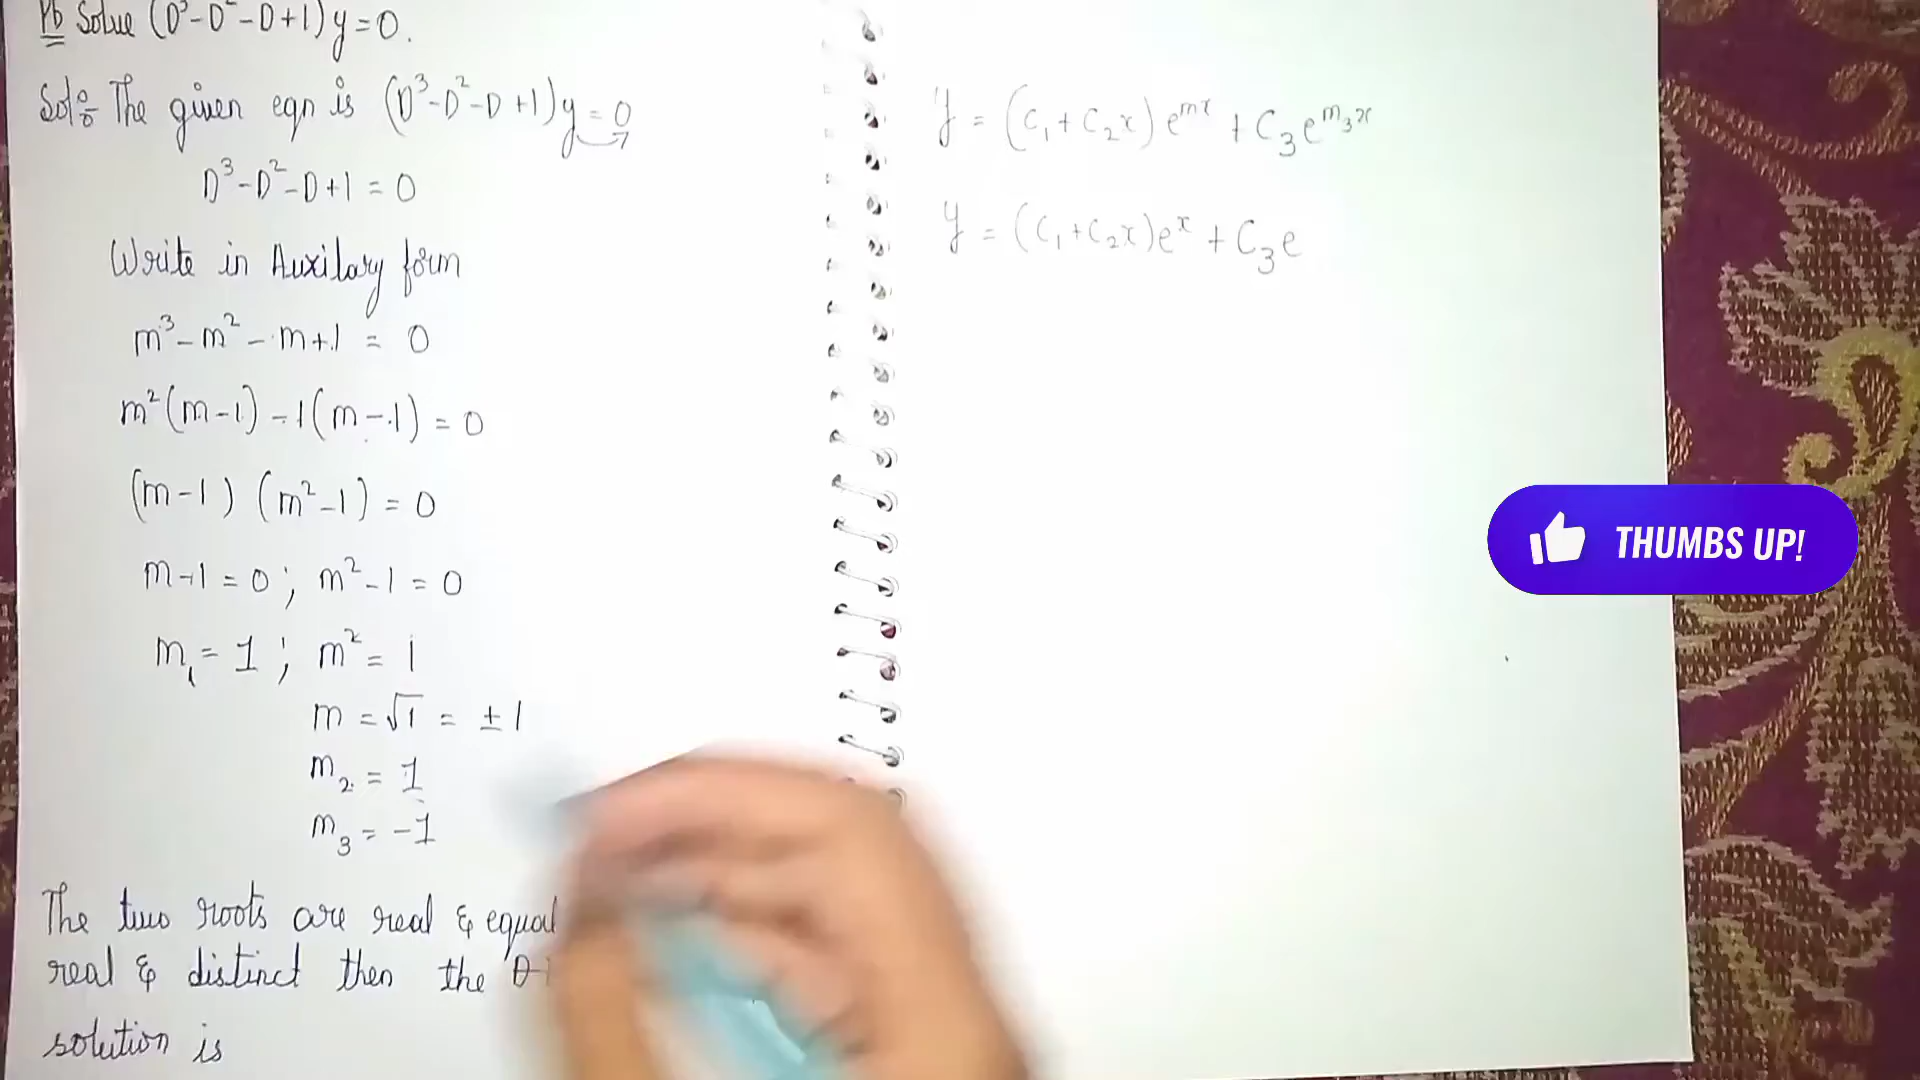 Pb Solve (D³-D²-D+1)y=0.
Sol:- The given eqn is (D³-D²-D+1)y=0
D³-D²-D+1=0
Write in Auxilary form
m³-m²-m+1 = 0
m²(m-1)-1(m-1)=0
(m-1) (m²-1)=0
m-1=0; m²-1=0
m₁=1; m²=1
m=√1 = ±1
m₂=1
m₃=-1
The two roots are real & equal
real & distinct then the
solution is
y = (C₁+C₂x)e^{mx} + C₃e^{m₃x}
y = (C₁+C₂x)e^x + C₃e
THUMBS UP!